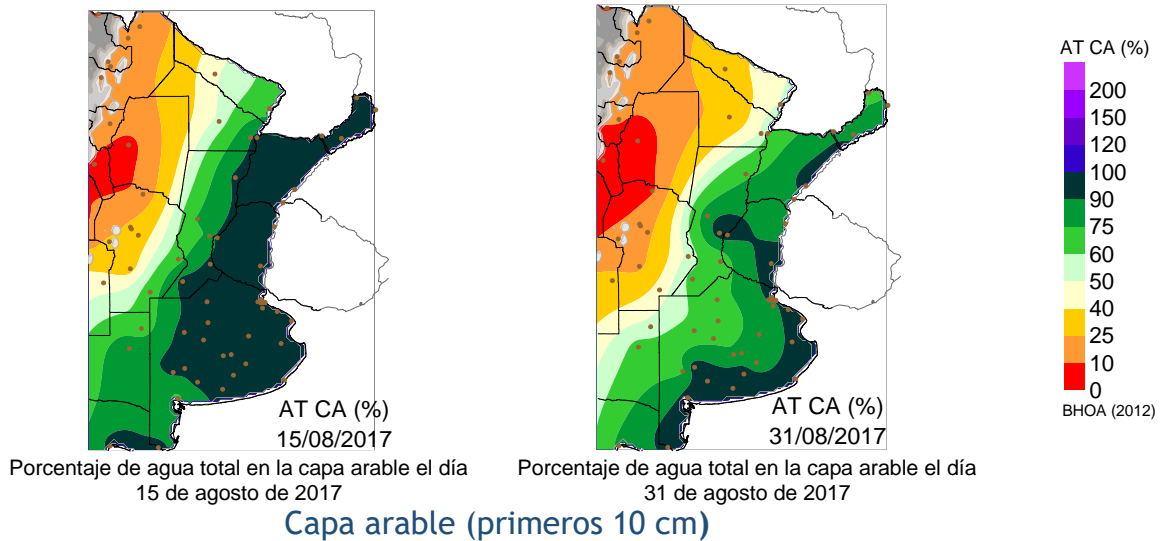 AT CA (%)
15/08/2017
Porcentaje de agua total en la capa arable el día
15 de agosto de 2017
AT CA (%)
31/08/2017
Porcentaje de agua total en la capa arable el día
31 de agosto de 2017
AT CA (%)
200
150
120
100
90
75
60
50
40
25
10
0
BHOA (2012)
Capa arable (primeros 10 cm)